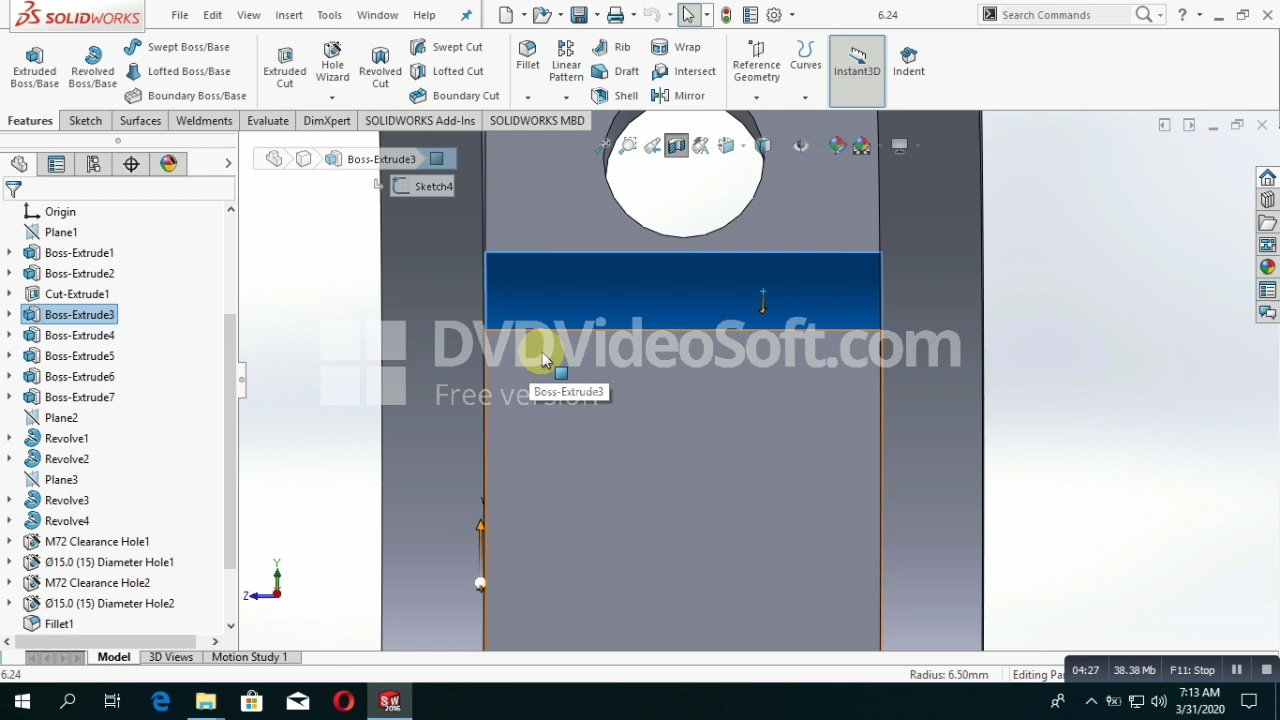 SOLIDWORKS File Edit View Insert Tools Window Help 6.24 Search Commands ?
Extruded Boss/Base
Revolved Boss/Base
Swept Boss/Base
Lofted Boss/Base
Boundary Boss/Base
Extruded Cut
Hole Wizard
Revolved Cut
Swept Cut
Lofted Cut
Boundary Cut
Fillet
Linear Pattern
Rib
Draft
Shell
Wrap
Intersect
Mirror
Reference Geometry
Curves
Instant3D
Indent
Features Sketch Surfaces Weldments Evaluate DimXpert SOLIDWORKS Add-Ins SOLIDWORKS MBD
Boss-Extrude3
Sketch4
Origin
Plane1
Boss-Extrude1
Boss-Extrude2
Cut-Extrude1
Boss-Extrude3
Boss-Extrude4
Boss-Extrude5
Boss-Extrude6
Boss-Extrude7
Plane2
Revolve1
Revolve2
Plane3
Revolve3
Revolve4
M72 Clearance Hole1
Ø15.0 (15) Diameter Hole1
M72 Clearance Hole2
Ø15.0 (15) Diameter Hole2
Fillet1
DVDVideoSoft.com
Free version
Boss-Extrude3
Y
Z
Model 3D Views Motion Study 1
6.24 Radius: 6.50mm Editing Pa
04:27 38.38 Mb F11: Stop
SW
2016
7:13 AM
3/31/2020